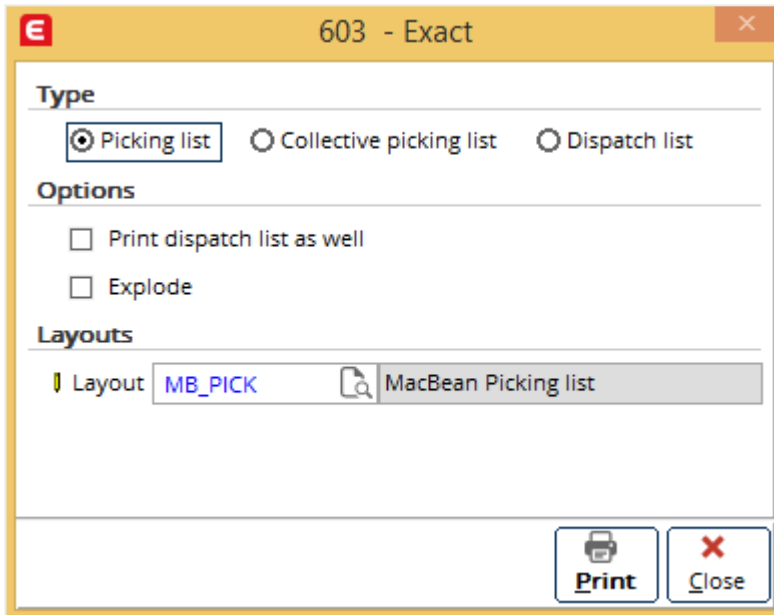 603 - Exact
Type
Picking list Collective picking list Dispatch list
Options
Print dispatch list as well
Explode
Layouts
Layout MB_PICK MacBean Picking list
Print Close